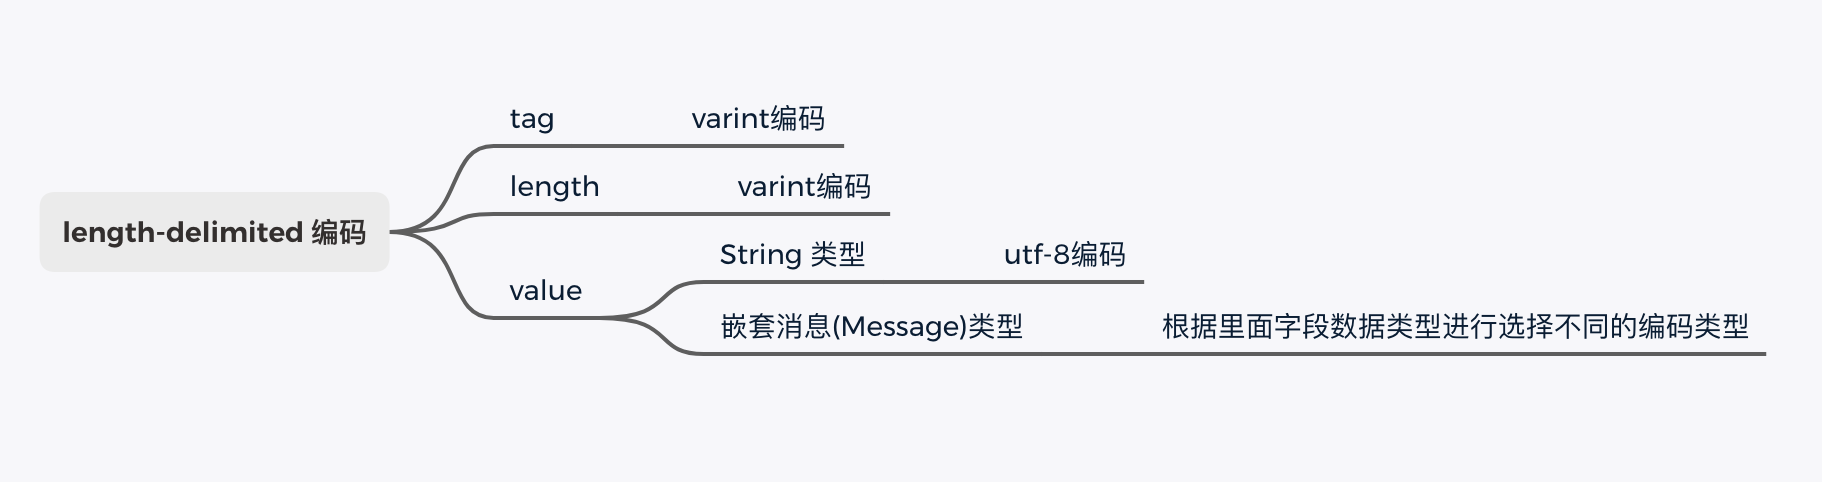 tag varint编码
length varint编码
length-delimited 编码
value
String 类型 utf-8编码
嵌套消息(Message)类型 根据里面字段数据类型进行选择不同的编码类型